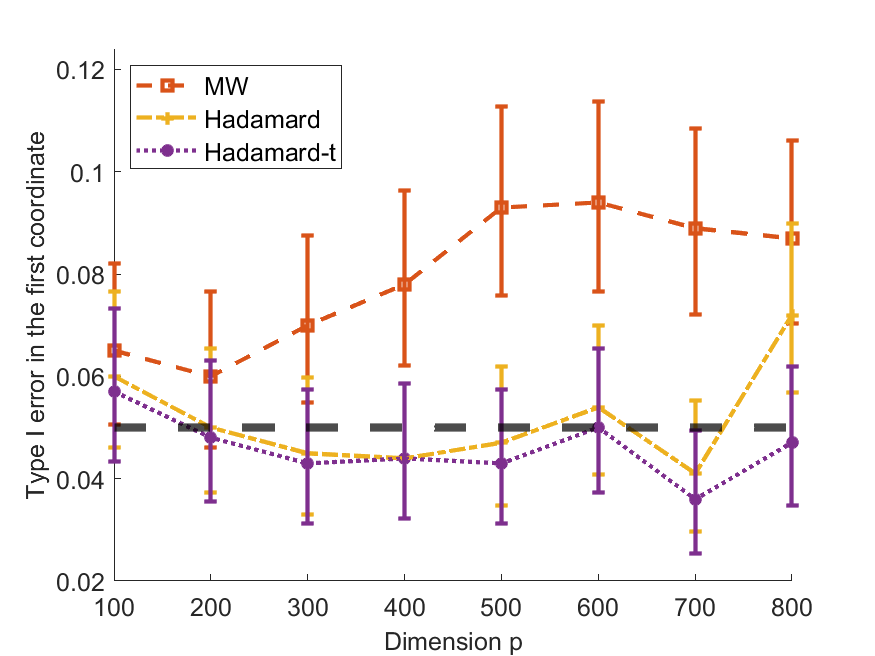 0.12
0.1
0.08
0.06
0.04
0.02
Type I error in the first coordinate
MW
Hadamard
Hadamard-t
100 200 300 400 500 600 700 800
Dimension p